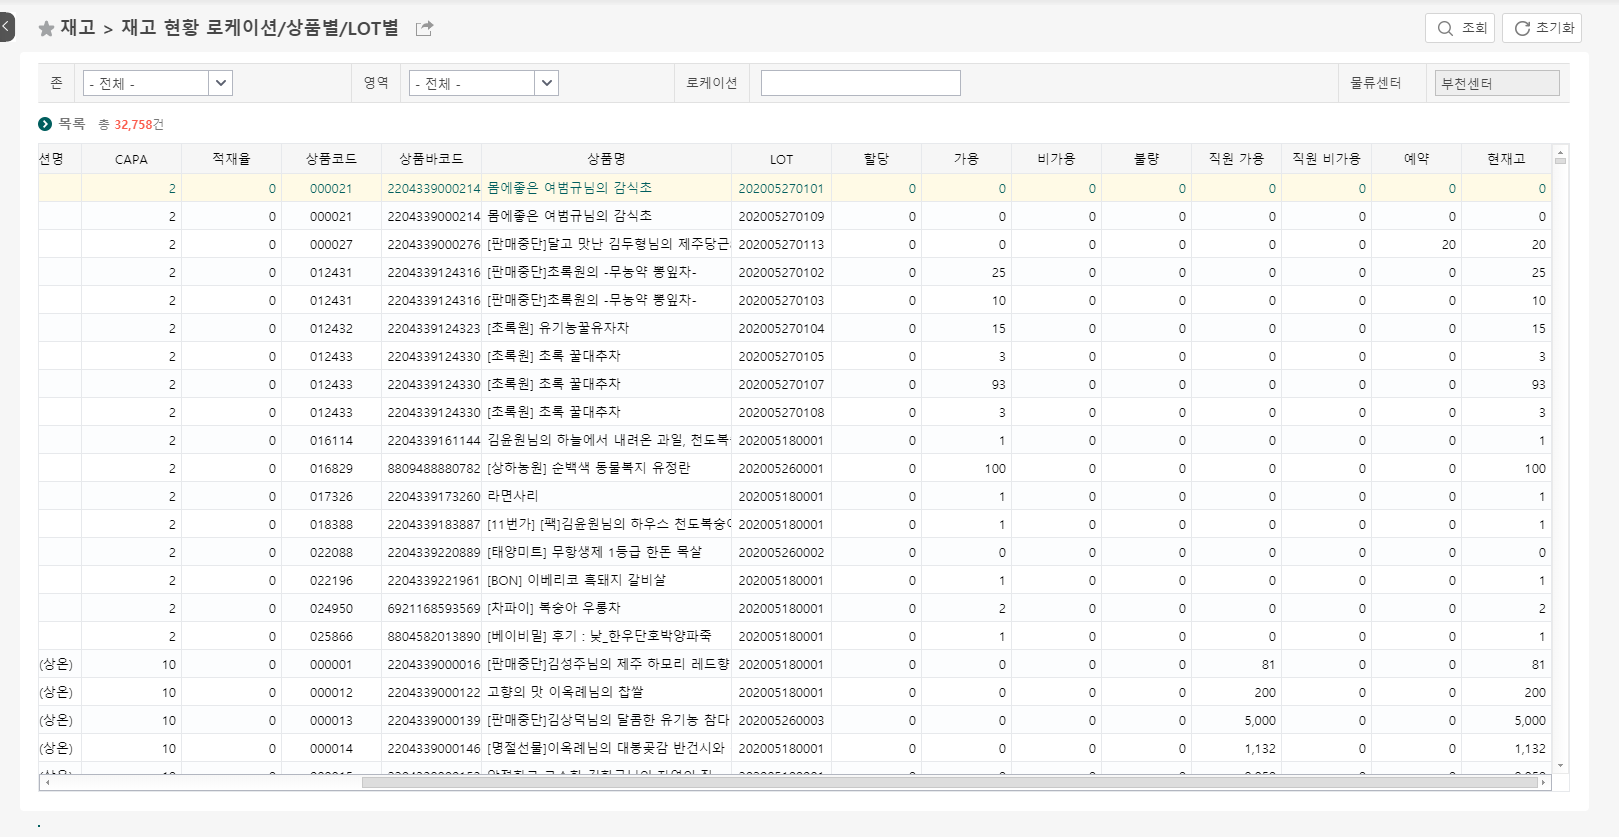 재고 > 재고 현황 로케이션/상품별/LOT별
조회
초기화
존 - 전체 - 영역 - 전체 - 로케이션 물류센터 부천센터
목록 총 32,758건
션명 CAPA 적재율 상품코드 상품바코드 상품명 LOT 할당 가용 비가용 불량 직원 가용 직원 비가용 예약 현재고
2 0 000021 2204339000214 몸에좋은 여범규님의 감식초 202005270101 0 0 0 0 0 0 0 0
2 0 000021 2204339000214 몸에좋은 여범규님의 감식초 202005270109 0 0 0 0 0 0 0 0
2 0 000027 2204339000276 [판매중단]달고 맛난 김두형님의 제주당근 202005270113 0 0 0 0 0 0 20 20
2 0 012431 2204339124316 [판매중단]초록원의 -무농약 뽕잎차- 202005270102 0 25 0 0 0 0 0 25
2 0 012431 2204339124316 [판매중단]초록원의 -무농약 뽕잎차- 202005270103 0 10 0 0 0 0 0 10
2 0 012432 2204339124323 [초록원] 유기농꿀유자차 202005270104 0 15 0 0 0 0 0 15
2 0 012433 2204339124330 [초록원] 초록 꿀대추차 202005270105 0 3 0 0 0 0 0 3
2 0 012433 2204339124330 [초록원] 초록 꿀대추차 202005270107 0 93 0 0 0 0 0 93
2 0 012433 2204339124330 [초록원] 초록 꿀대추차 202005270108 0 3 0 0 0 0 0 3
2 0 016114 2204339161144 김윤원님의 하늘에서 내려온 과일, 천도복 202005180001 0 1 0 0 0 0 0 1
2 0 016829 8809488880782 [상하농원] 순백색 동물복지 유정란 202005260001 0 100 0 0 0 0 0 100
2 0 017326 2204339173260 라면사리 202005180001 0 1 0 0 0 0 0 1
2 0 018388 2204339183887 [11번가] [팩]김윤원님의 하우스 천도복숭 202005180001 0 1 0 0 0 0 0 1
2 0 022088 2204339220889 [태양미트] 무항생제 1등급 한돈 목살 202005260002 0 0 0 0 0 0 0 0
2 0 022196 2204339221961 [BON] 이베리코 흑돼지 갈비살 202005180001 0 1 0 0 0 0 0 1
2 0 024950 6921168593569 [차파이] 복숭아 우롱차 202005180001 0 2 0 0 0 0 0 2
2 0 025866 8804582013890 [베이비밀] 후기 : 낮_한우단호박양파죽 202005180001 0 1 0 0 0 0 0 1
(상온) 10 0 000001 2204339000016 [판매중단]김성주님의 제주 하모리 레드향 202005180001 0 0 0 0 81 0 0 81
(상온) 10 0 000012 2204339000122 고향의 맛 이옥례님의 찹쌀 202005180001 0 0 0 0 200 0 0 200
(상온) 10 0 000013 2204339000139 [판매중단]김상덕님의 달콤한 유기농 참다 202005260003 0 0 0 0 5,000 0 0 5,000
(상온) 10 0 000014 2204339000146 [명절선물]이옥례님의 대봉곶감 반건시와 202005180001 0 0 0 0 1,132 0 0 1,132